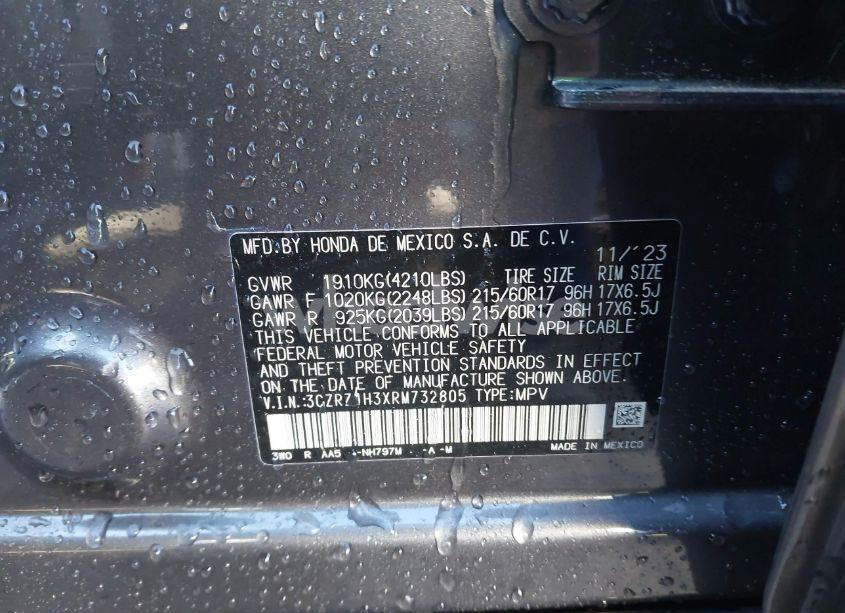 MFD.BY HONDA DE MEXICO S.A. DE C.V.
11/'23
GVWR 1910KG(4210LBS) TIRE SIZE RIM SIZE
GAWR F 1020KG(2248LBS) 215/60R17 96H 17X6.5J
GAWR R 925KG(2039LBS) 215/60R17 96H 17X6.5J
THIS VEHICLE CONFORMS TO ALL APPLICABLE
FEDERAL MOTOR VEHICLE SAFETY
AND THEFT PREVENTION STANDARDS IN EFFECT
ON THE DATE OF MANUFACTURE SHOWN ABOVE.
V.I.N.:3CZRZ1H3XRM732805 TYPE:MPV
3W0 R AA5 -NH797M -A -M MADE IN MEXICO